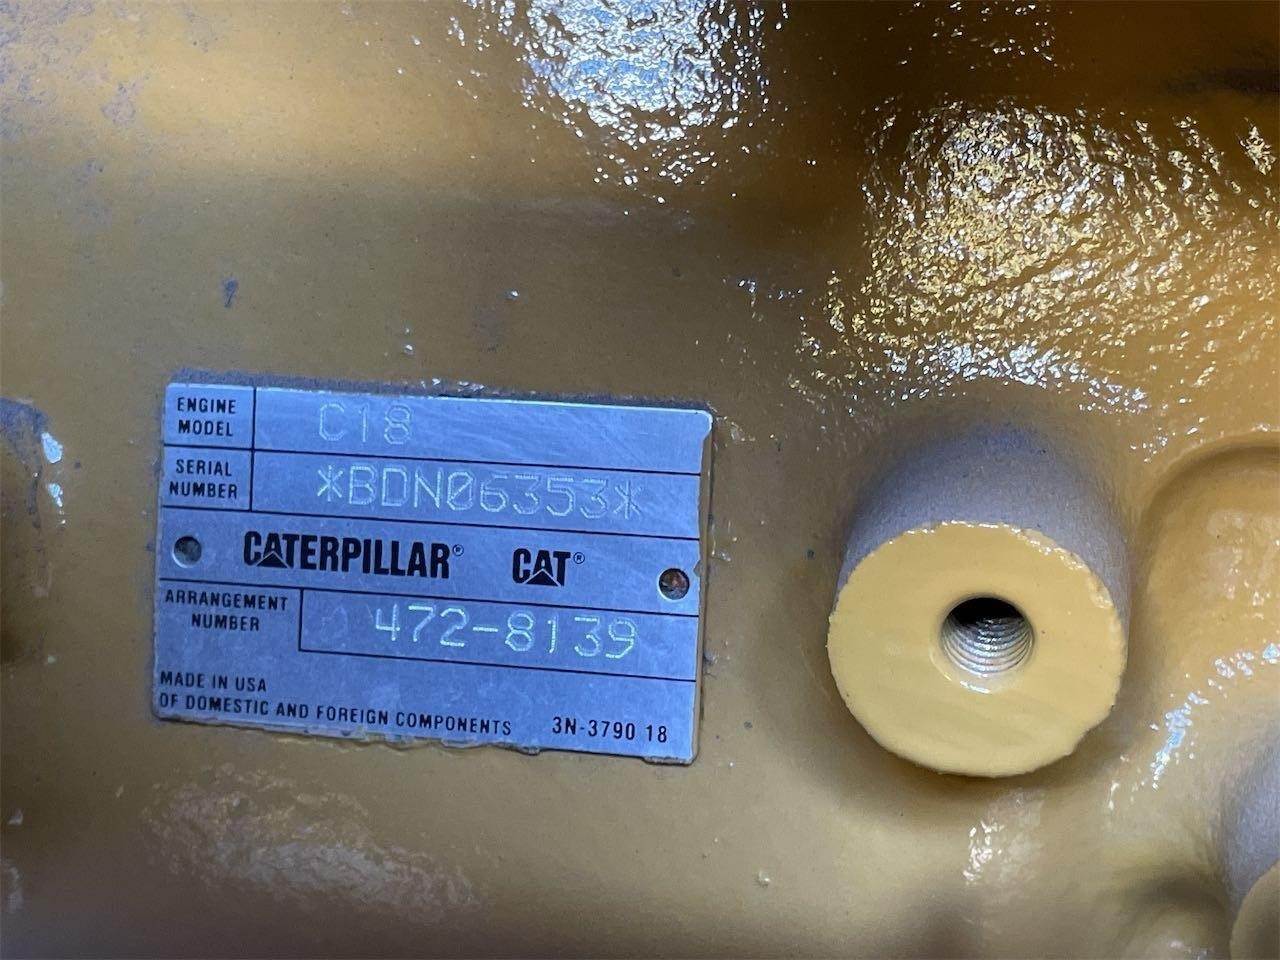 ENGINE MODEL C18
SERIAL NUMBER *BDN06353*
CATERPILLAR® CAT®
ARRANGEMENT NUMBER 472-8139
MADE IN USA
OF DOMESTIC AND FOREIGN COMPONENTS 3N-3790 18